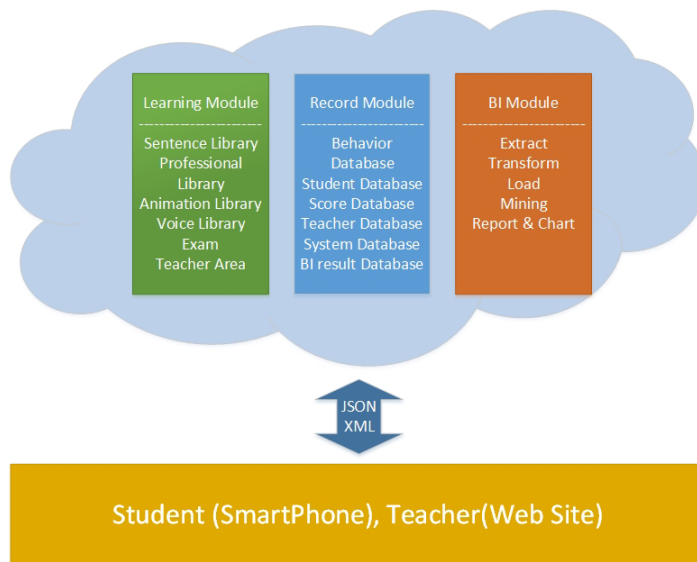 Learning Module
Sentence Library
Professional
Library
Animation Library
Voice Library
Exam
Teacher Area
Record Module
Behavior
Database
Student Database
Score Database
Teacher Database
System Database
BI result Database
BI Module
Extract
Transform
Load
Mining
Report & Chart
JSON
XML
Student (SmartPhone), Teacher(Web Site)